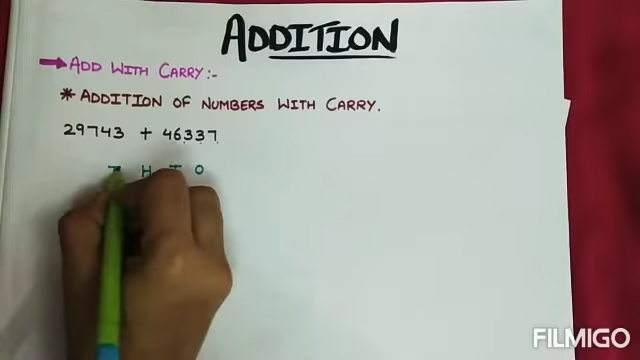 ADDITION
→ ADD WITH CARRY:-
* ADDITION OF NUMBERS WITH CARRY.
29743 + 46337
H T O
FILMIGO